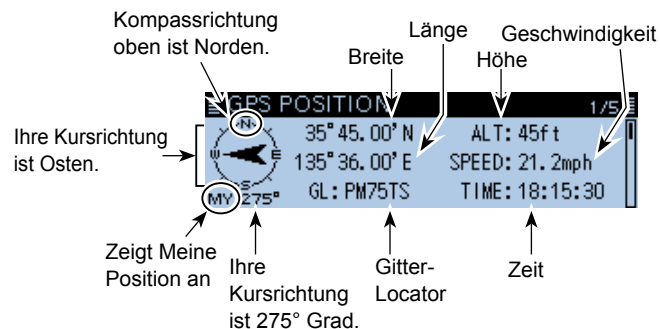 Kompassrichtung
oben ist Norden.
Breite
Länge
Höhe
Geschwindigkeit
GPS POSITION 1/5
N
W E
S
35°45.00'N ALT: 45ft
135°36.00'E SPEED: 21.2mph
MY 275° GL: PM75TS TIME: 18:15:30
Ihre Kursrichtung
ist Osten.
Zeigt Meine
Position an
Ihre
Kursrichtung
ist 275° Grad.
Gitter-
Locator
Zeit